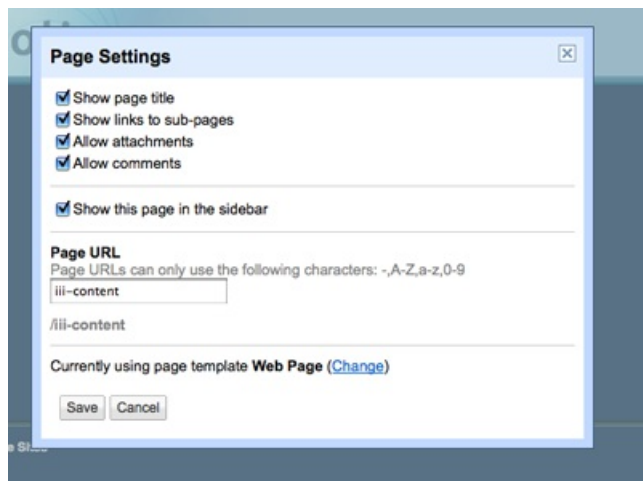 Page Settings
Show page title
Show links to sub-pages
Allow attachments
Allow comments
Show this page in the sidebar
Page URL
Page URLs can only use the following characters: -,A-Z,a-z,0-9
iii-content
/iii-content
Currently using page template Web Page (Change)
Save Cancel